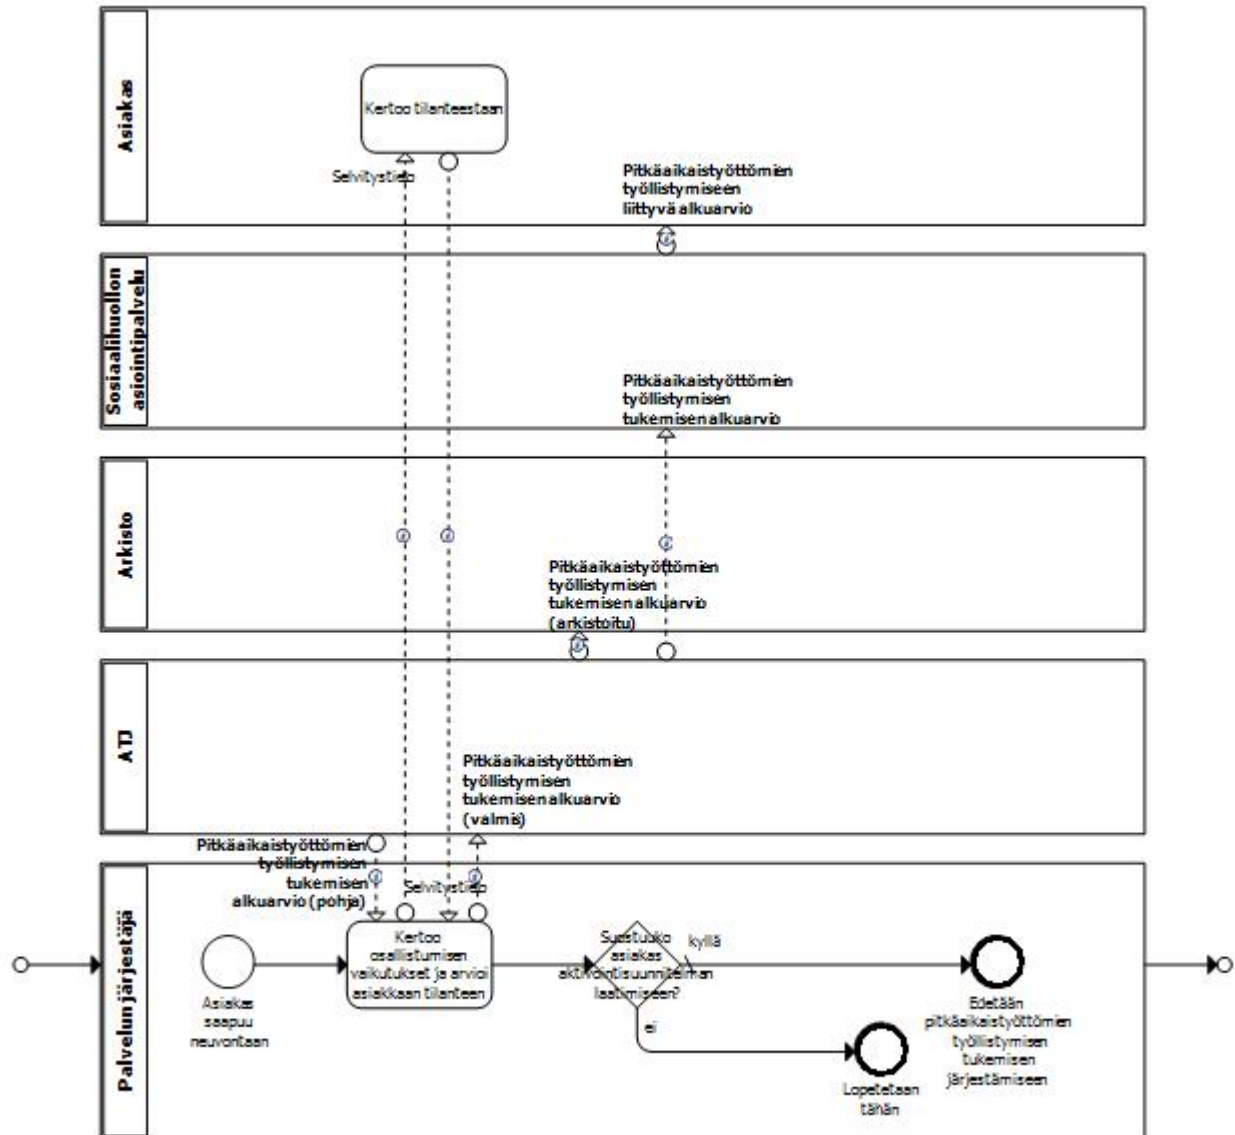 Asiakas
Kertoo tilanteestaan
Selvitystieto
Pitkäaikaistyöttömien
työllistymiseen
liittyvä alkuarvio
Sosiaalihuollon
asiointipalvelu
Pitkäaikaistyöttömien
työllistymisen
tukemisen alkuarvio
Arkisto
Pitkäaikaistyöttömien
työllistymisen
tukemisen alkuarvio
(arkistoitu)
ATJ
Pitkäaikaistyöttömien
työllistymisen
tukemisen alkuarvio
(valmis)
Pitkäaikaistyöttömien
työllistymisen
tukemisen
alkuarvio (pohja)
Selvitystieto
Palvelun järjestäjä
Asiakas
saapuu
neuvontaan
Kertoo
osallistumisen
vaikutukset ja arvioi
asiakkaan tilanteen
Suostuuko
asiakas
aktivointisuunnitelman
laatimiseen?
kyllä
ei
Edetään
pitkäaikaistyöttömien
työllistymisen
tukemisen
järjestämiseen
Lopetetaan
tähän